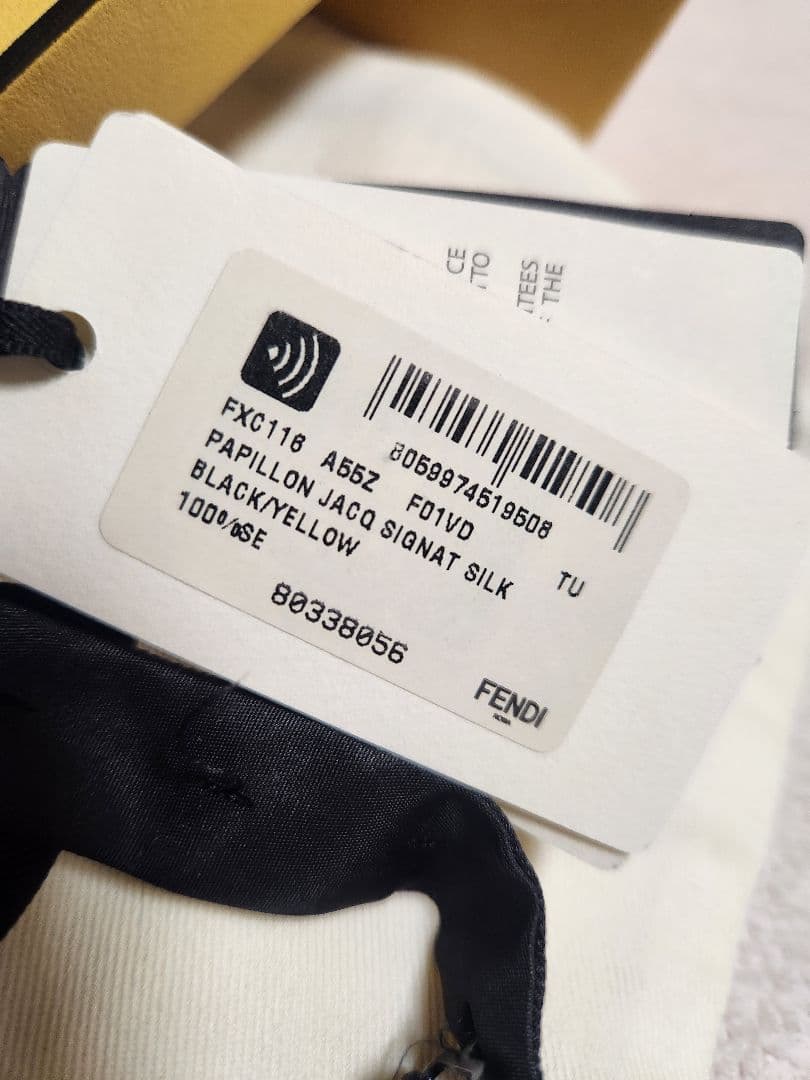 CE
TO
TEES
THE
8059974519508
FXC116 A55Z F01VD TU
PAPILLON JACQ SIGNAT SILK
BLACK/YELLOW
100%SE
80338056
FENDI
ROMA